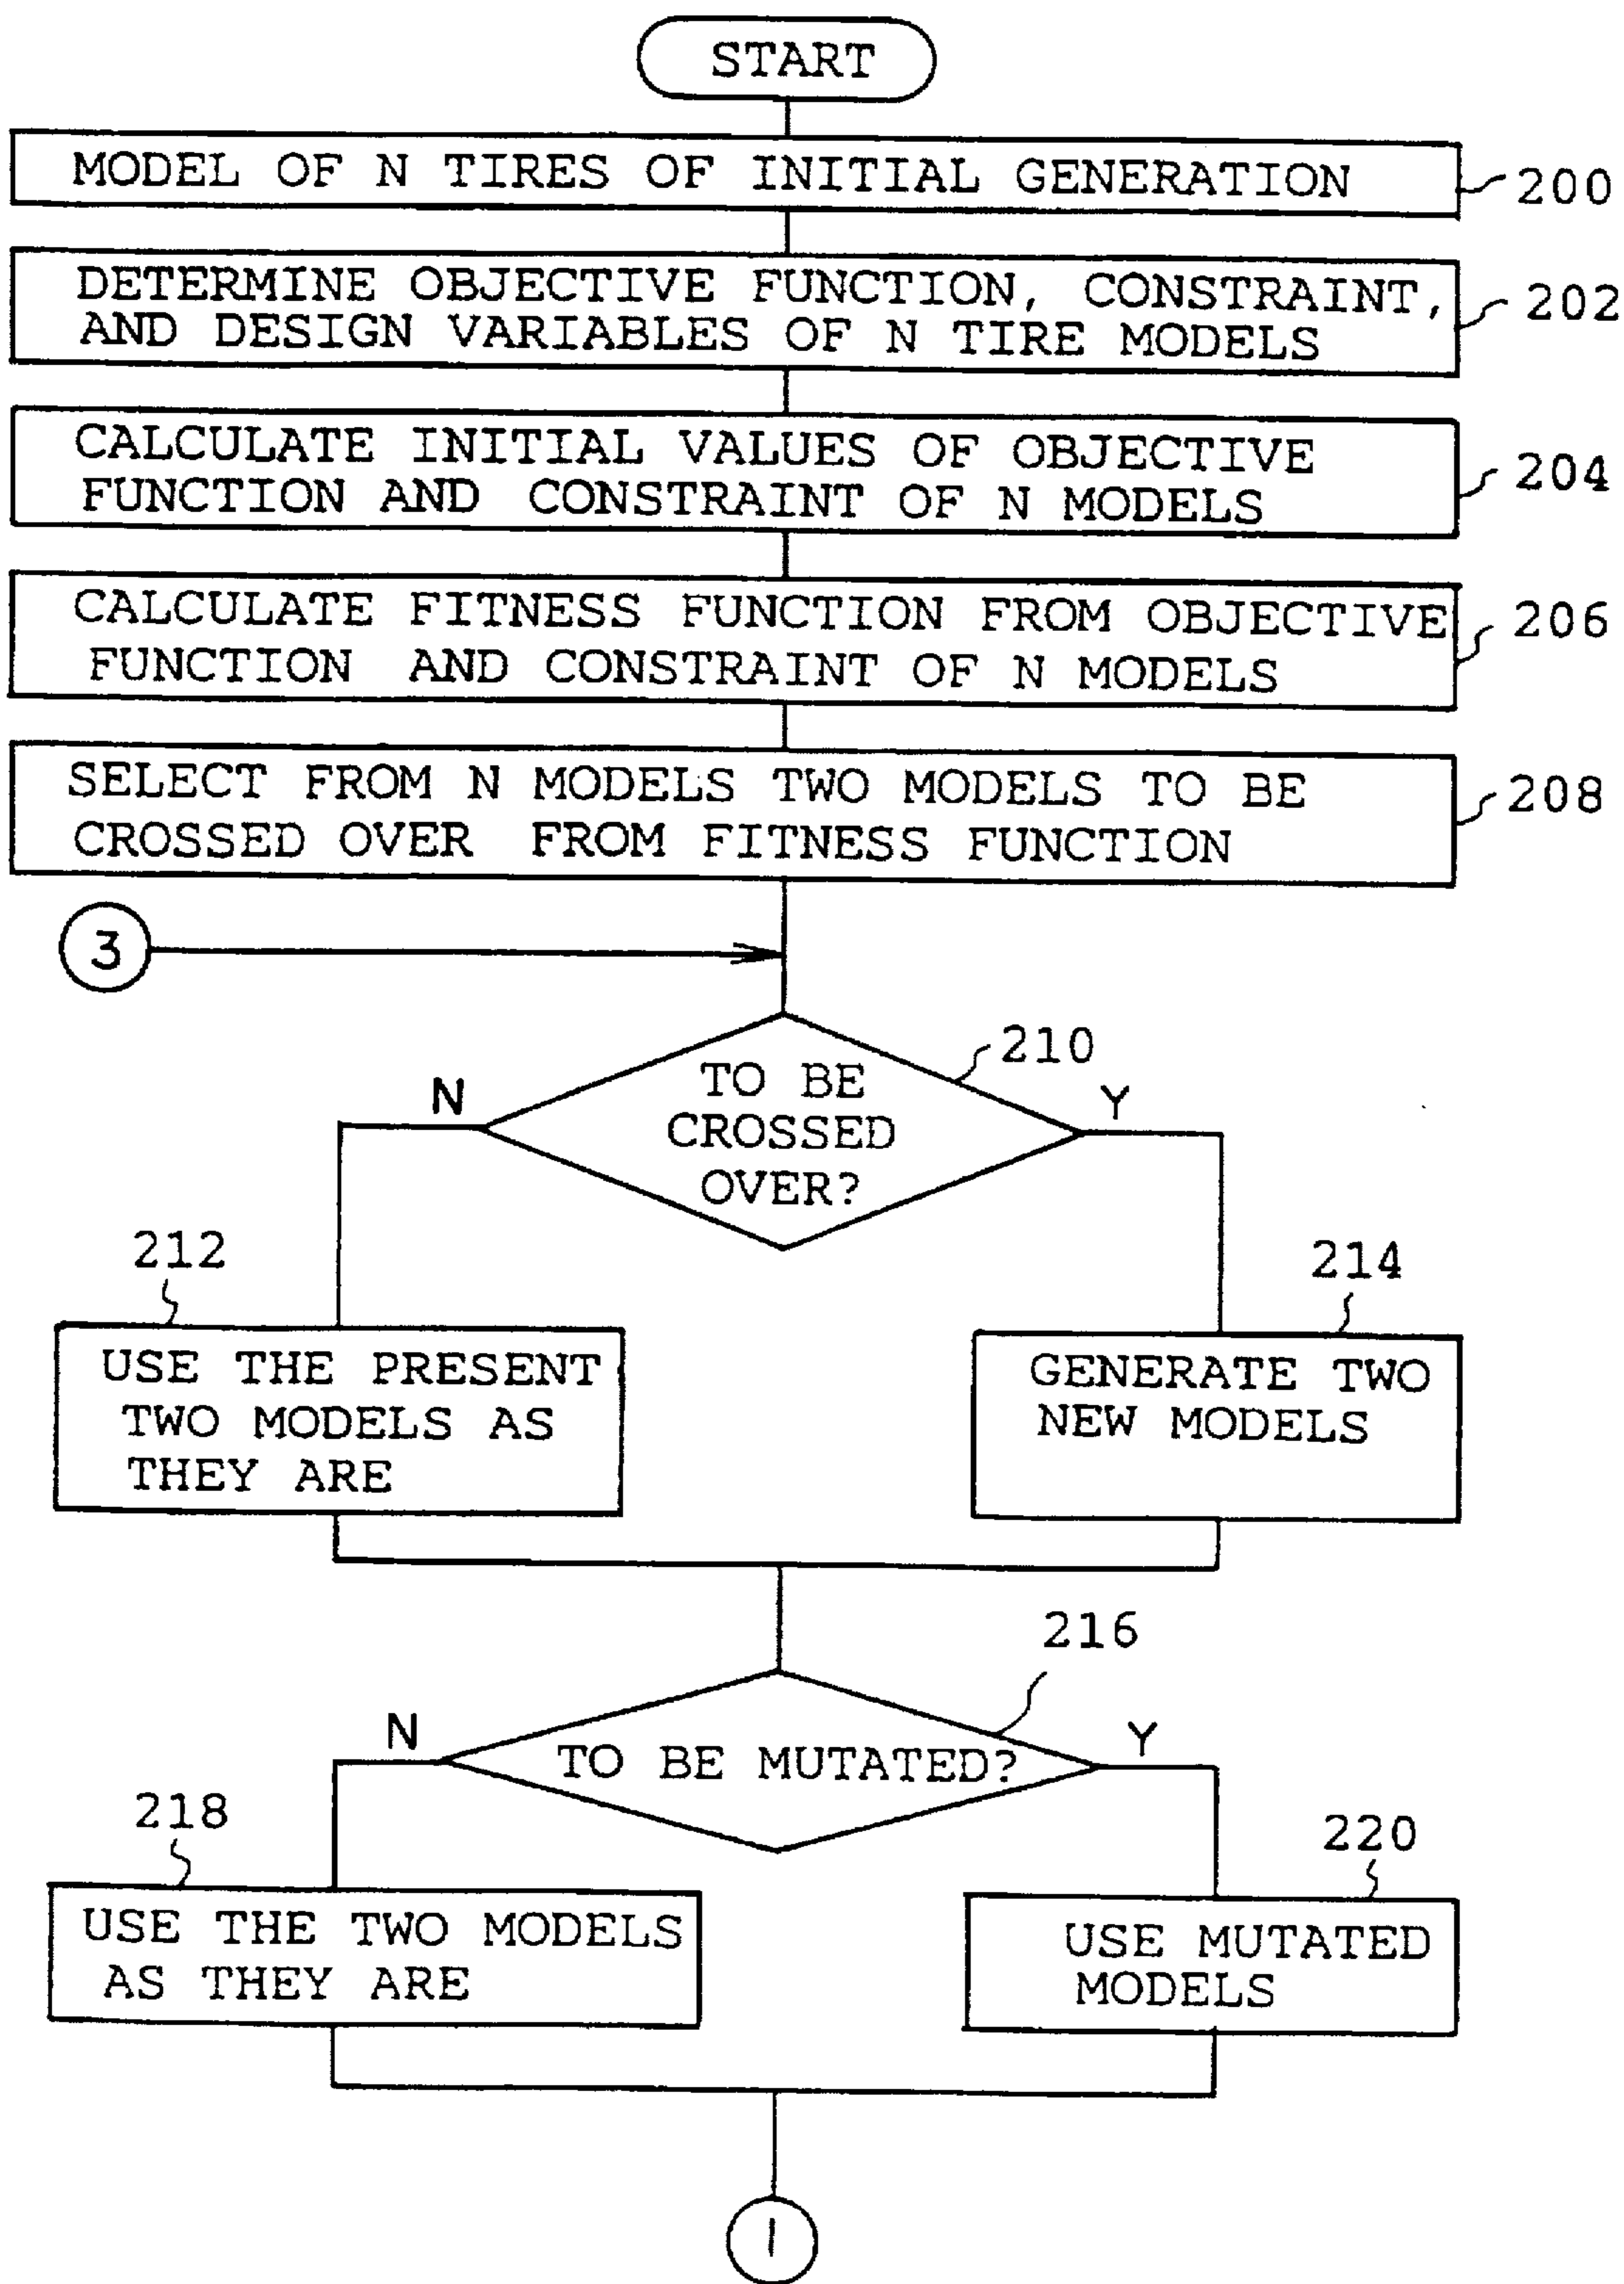 START
MODEL OF N TIRES OF INITIAL GENERATION
200
DETERMINE OBJECTIVE FUNCTION, CONSTRAINT,
AND DESIGN VARIABLES OF N TIRE MODELS
202
CALCULATE INITIAL VALUES OF OBJECTIVE
FUNCTION AND CONSTRAINT OF N MODELS
204
CALCULATE FITNESS FUNCTION FROM OBJECTIVE
FUNCTION AND CONSTRAINT OF N MODELS
206
SELECT FROM N MODELS TWO MODELS TO BE
CROSSED OVER FROM FITNESS FUNCTION
208
3
210
N
TO BE
CROSSED
OVER?
Y
212
214
USE THE PRESENT
TWO MODELS AS
THEY ARE
GENERATE TWO
NEW MODELS
216
N
TO BE MUTATED?
Y
218
220
USE THE TWO MODELS
AS THEY ARE
USE MUTATED
MODELS
1